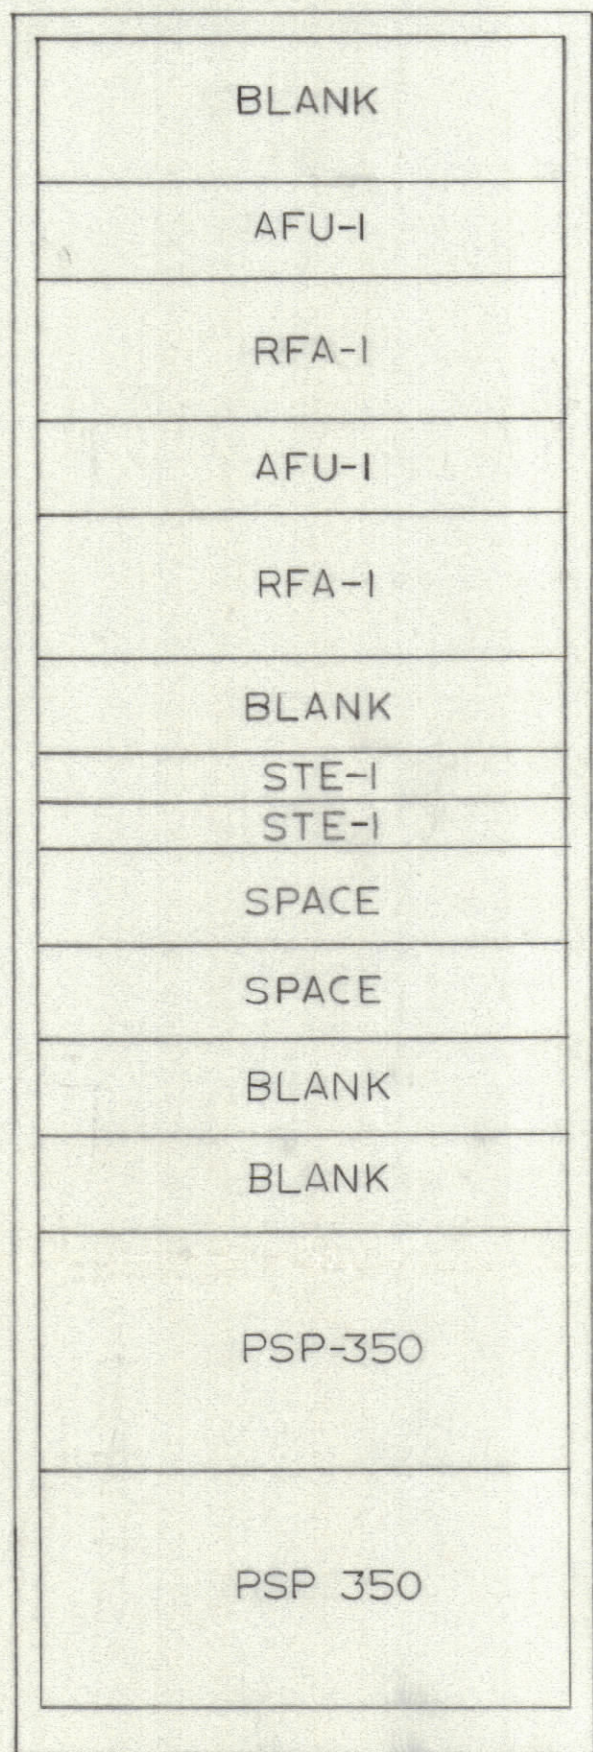 BLANK
AFU-1
RFA-1
AFU-1
RFA-1
BLANK
STE-1
STE-1
SPACE
SPACE
BLANK
BLANK
PSP-350
PSP 350